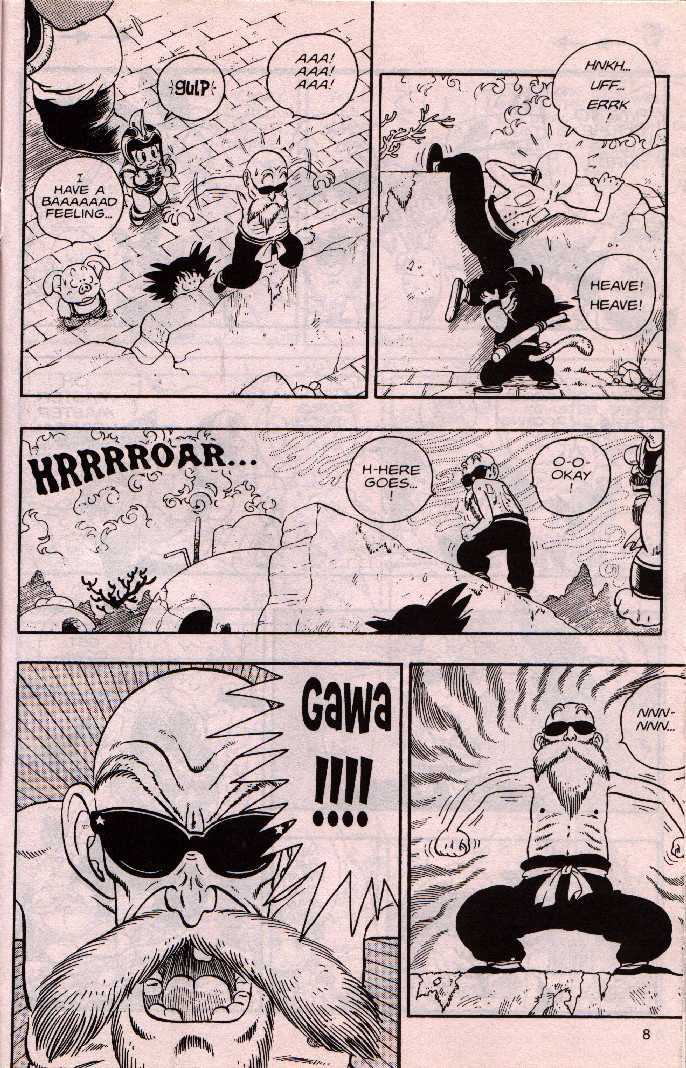 HNKH...
UFF...
ERRK
!
HEAVE!
HEAVE!
AAA!
AAA!
AAA!
GULP
I
HAVE A
BAAAAAAD
FEELING...
O-O-
OKAY
!
H-HERE
GOES...
!
HRRRROAR...
NNN-
NNN...
GAWA
!!!!
8